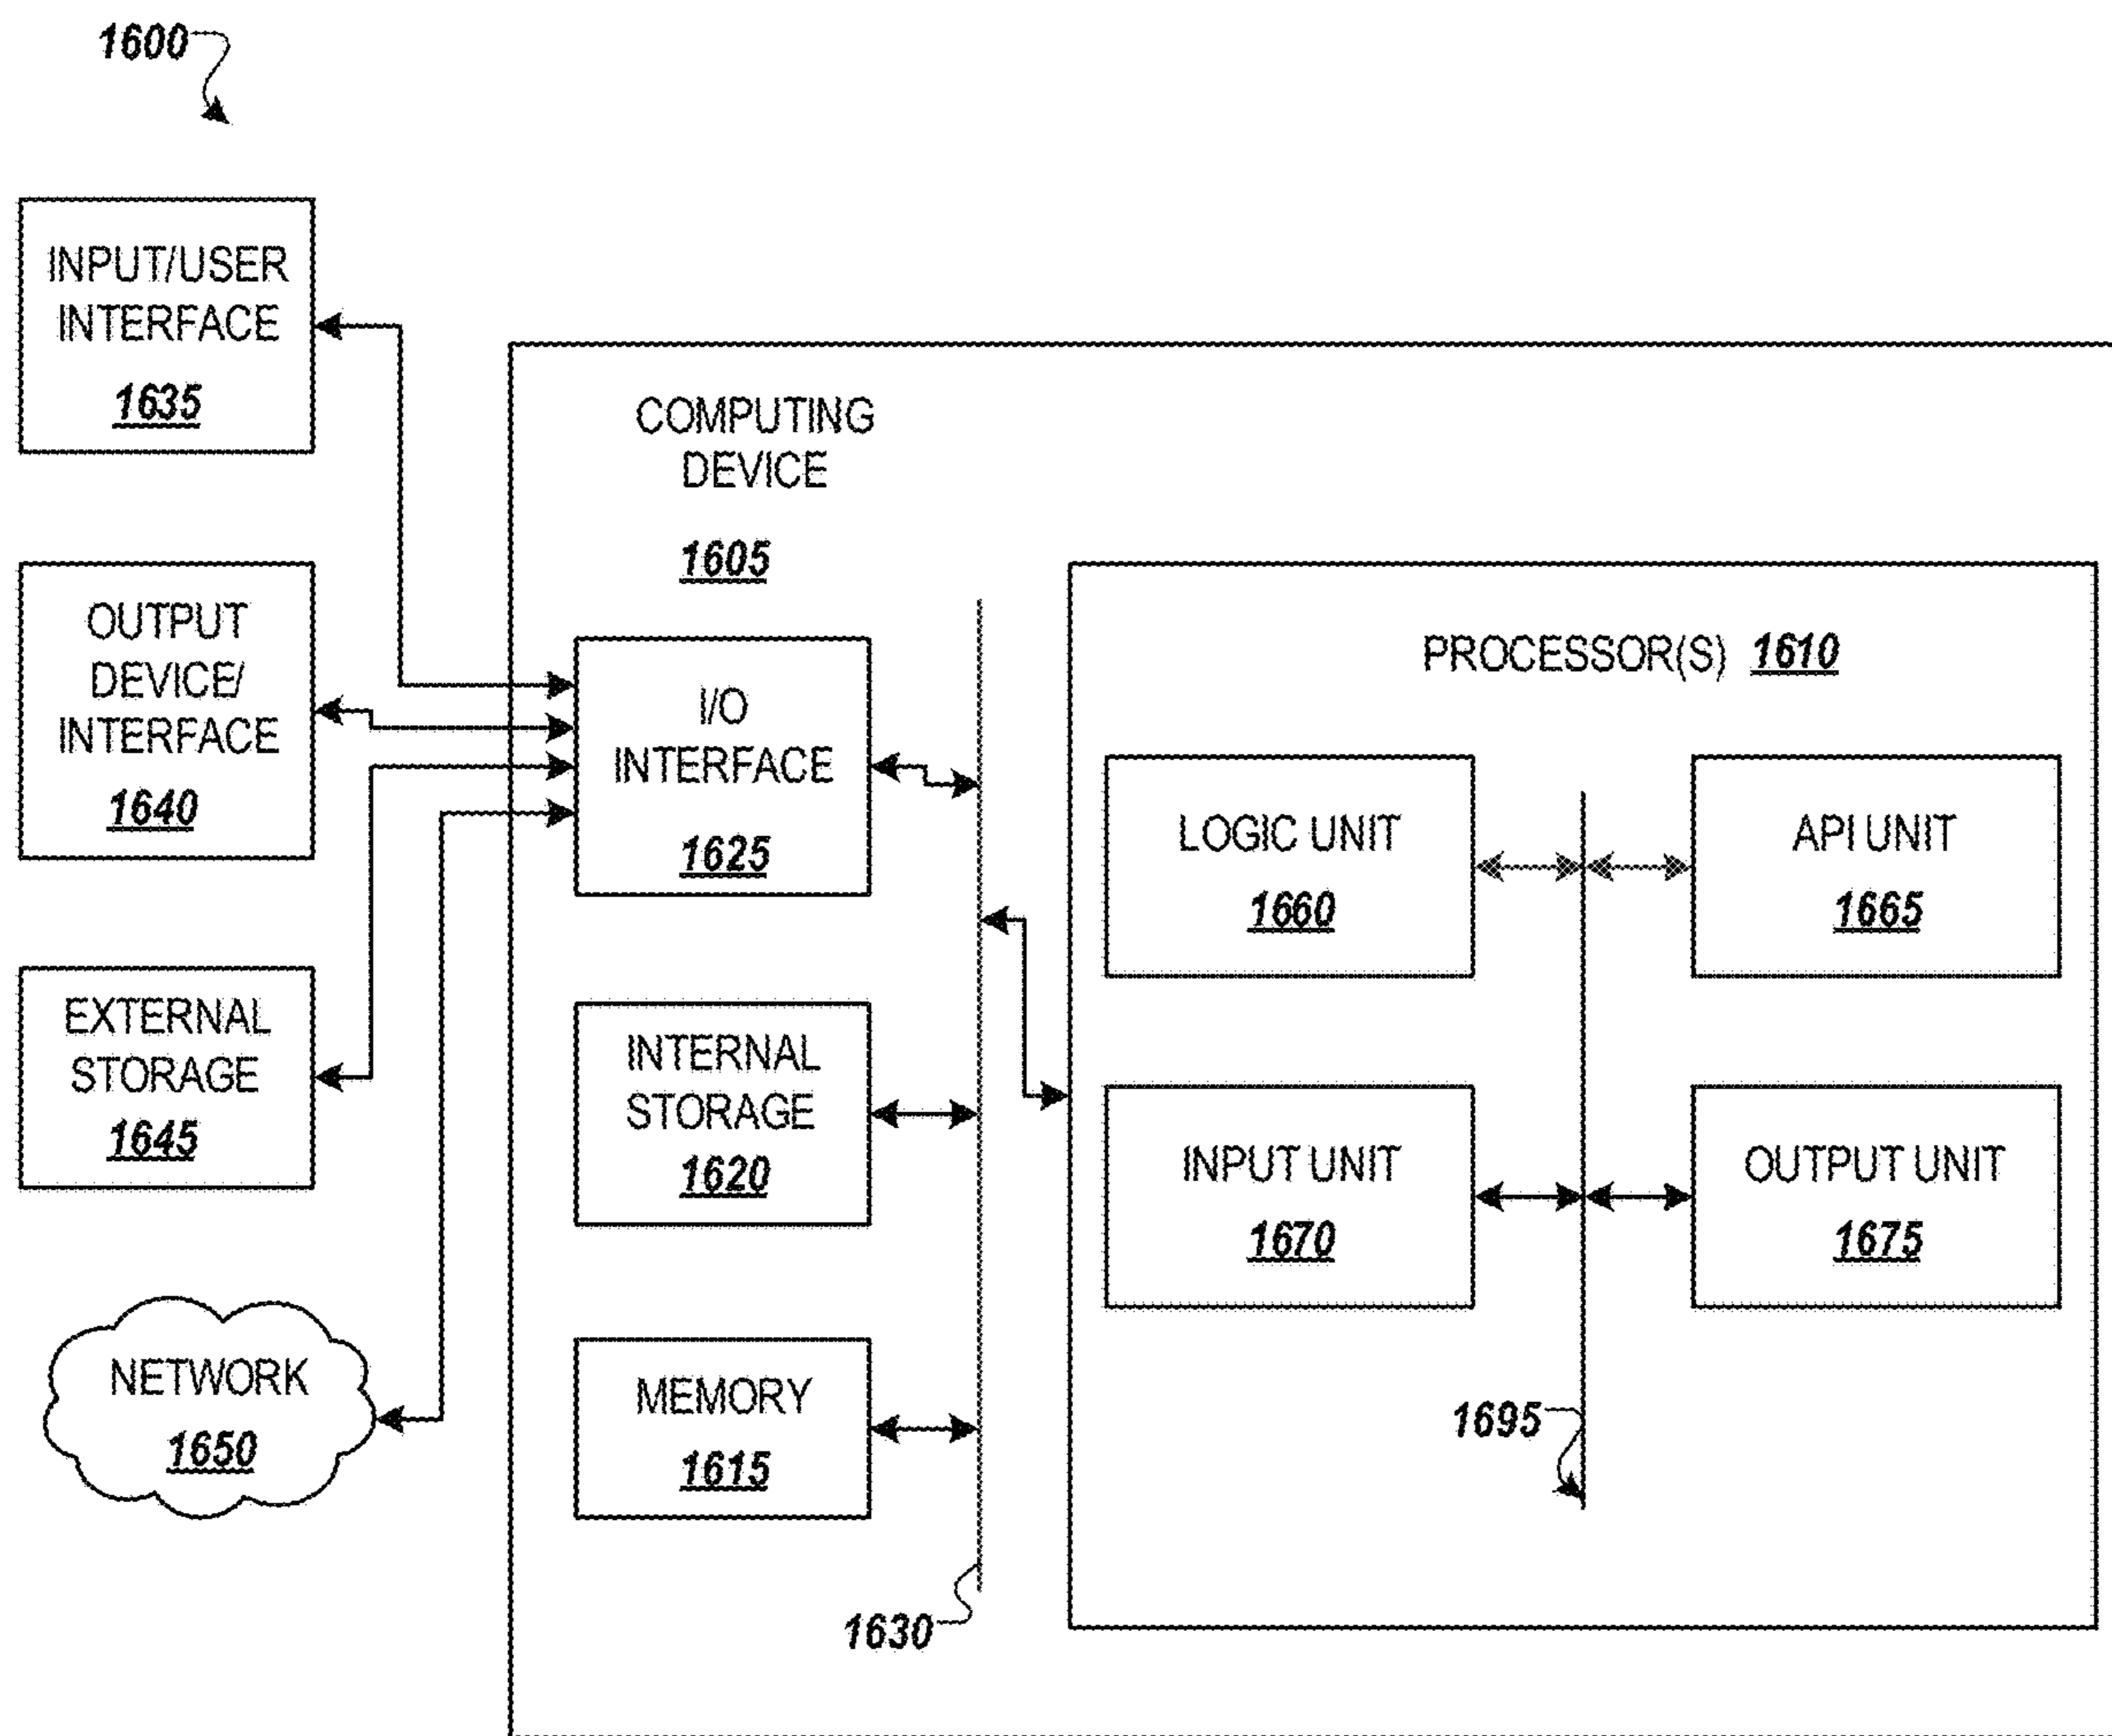 1600
INPUT/USER
INTERFACE
1635
OUTPUT
DEVICE/
INTERFACE
1640
EXTERNAL
STORAGE
1645
NETWORK
1650
COMPUTING
DEVICE
1605
I/O
INTERFACE
1625
INTERNAL
STORAGE
1620
MEMORY
1615
1630
PROCESSOR(S) 1610
LOGIC UNIT
1660
API UNIT
1665
INPUT UNIT
1670
OUTPUT UNIT
1675
1695